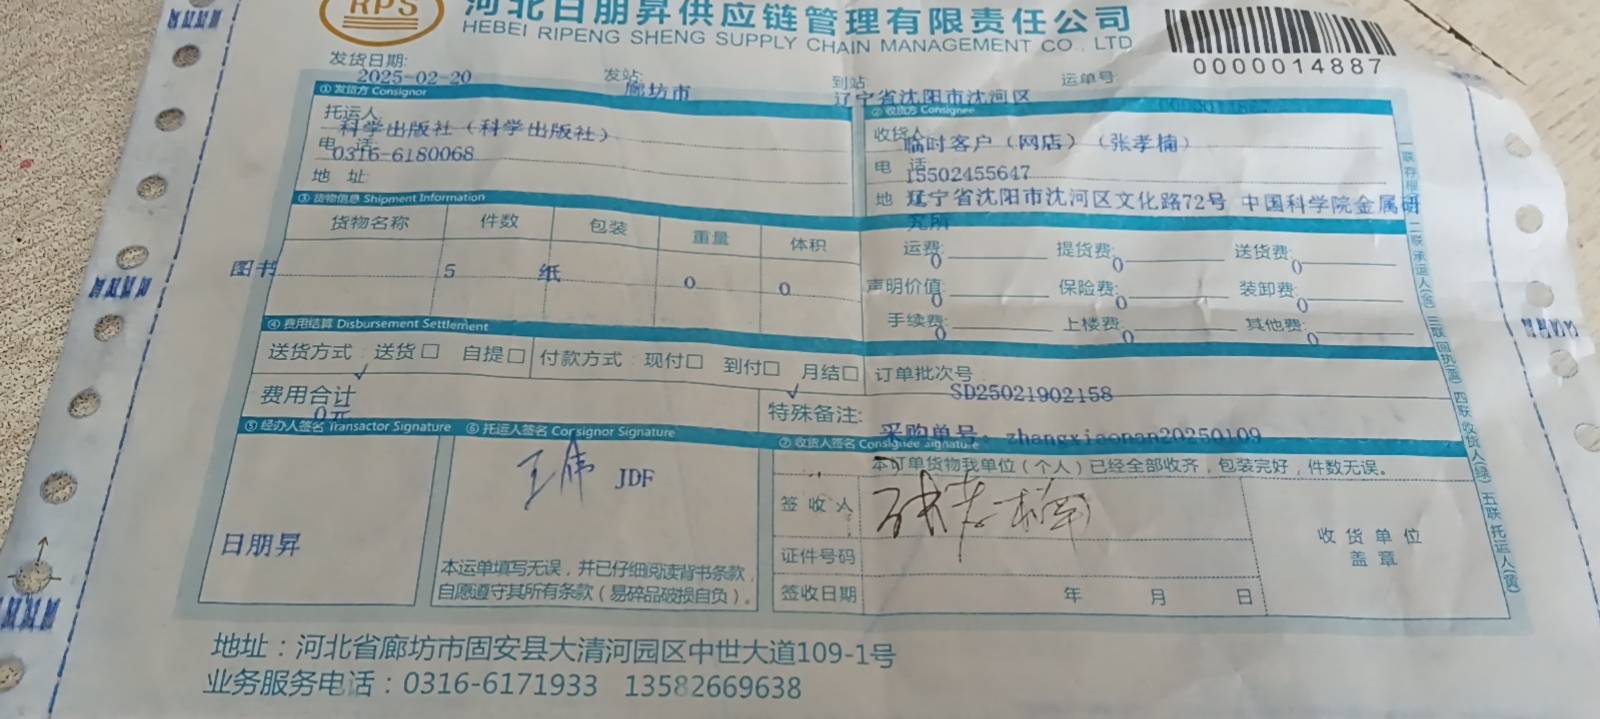 RPS
河北日朋昇供应链管理有限责任公司
HEBEI RIPENG SHENG SUPPLY CHAIN MANAGEMENT CO . LTD
0000014887
发货日期: 2025-02-20 发站: 廊坊市 到站: 辽宁省沈阳市沈河区 运单号:
① 发货方 Consignor
② 收货方 Consignee
托运人 科学出版社（科学出版社）
收货人 临时客户（网店）（张孝楠）
电 话 0316-6180068
电 话 15502455647
地 址
地 辽宁省沈阳市沈河区文化路72号 中国科学院金属研究所
③ 货物信息 Shipment Information
货物名称 件数 包装 重量 体积
图书 5 纸 0 0
运费: 0 提货费: 0 送货费: 0
声明价值: 0 保险费: 0 装卸费: 0
手续费: 0 上楼费: 0 其他费: 0
④ 费用结算 Disbursement Settlement
送货方式: 送货☐ 自提☐ 付款方式: 现付☐ 到付☐ 月结☐
订单批次号 SD25021902158
费用合计 0元
特殊备注: 采购单号: zhangxiaonan20250109
⑤ 经办人签名 Transactor Signature
⑥ 托运人签名 Consignor Signature
⑦ 收货人签名 Consignee Signature
日朋昇
王伟 JDF
本运单填写无误，并已仔细阅读背书条款，
自愿遵守其所有条款（易碎品破损自负）。
本订单货物我单位（个人）已经全部收齐，包装完好，件数无误。
签收人 张孝楠
证件号码
签收日期 年 月 日
收货单位
盖章
一联存根 二联承运人(红) 三联回执(蓝) 四联收货人(绿) 五联托运人(黄)
地址：河北省廊坊市固安县大清河园区中世大道109-1号
业务服务电话：0316-6171933 13582669638